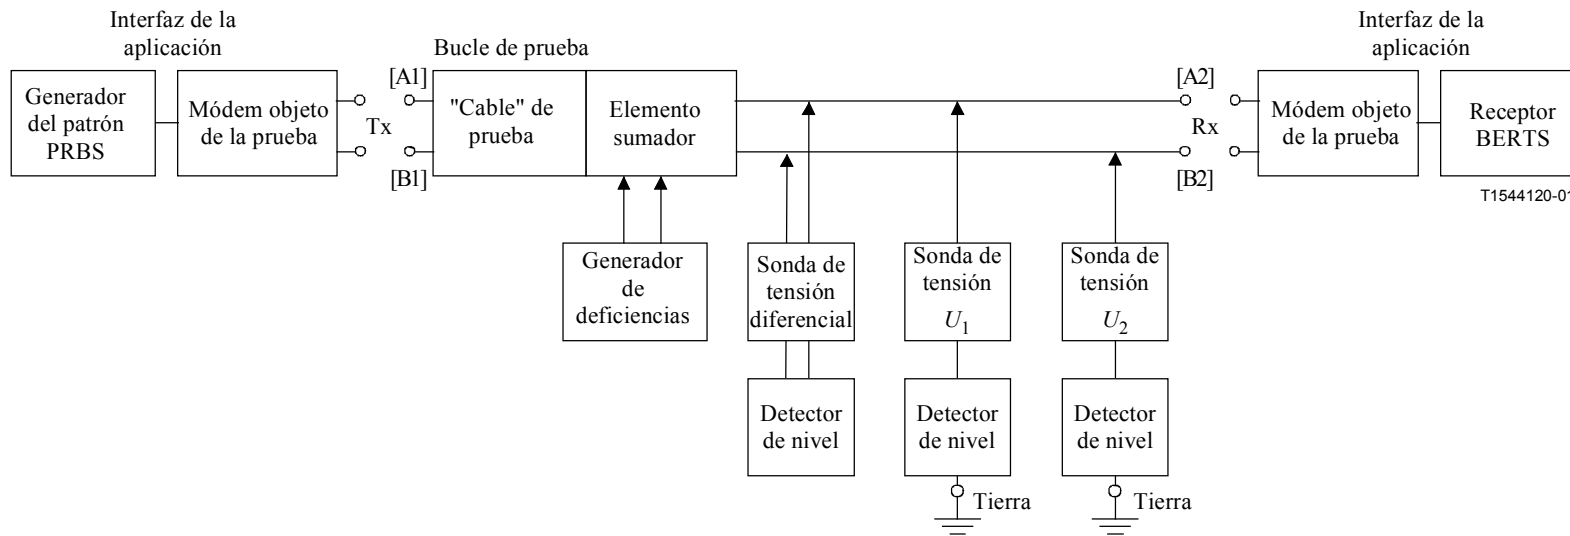 Interfaz de la
aplicación
Bucle de prueba
Interfaz de la
aplicación
Generador
del patrón
PRBS
Módem objeto
de la prueba
Tx
[A1]
[B1]
"Cable" de
prueba
Elemento
sumador
[A2]
[B2]
Rx
Módem objeto
de la prueba
Receptor
BERTS
T1544120-01
Generador
de
deficiencias
Sonda de
tensión
diferencial
Sonda de
tensión
U1
Sonda de
tensión
U2
Detector
de nivel
Detector
de nivel
Detector
de nivel
Tierra
Tierra